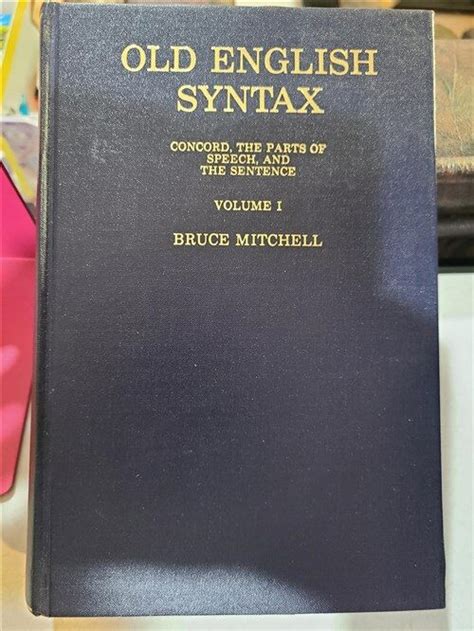 OLD ENGLISH
SYNTAX
CONCORD, THE PARTS OF
SPEECH, AND
THE SENTENCE
VOLUME I
BRUCE MITCHELL